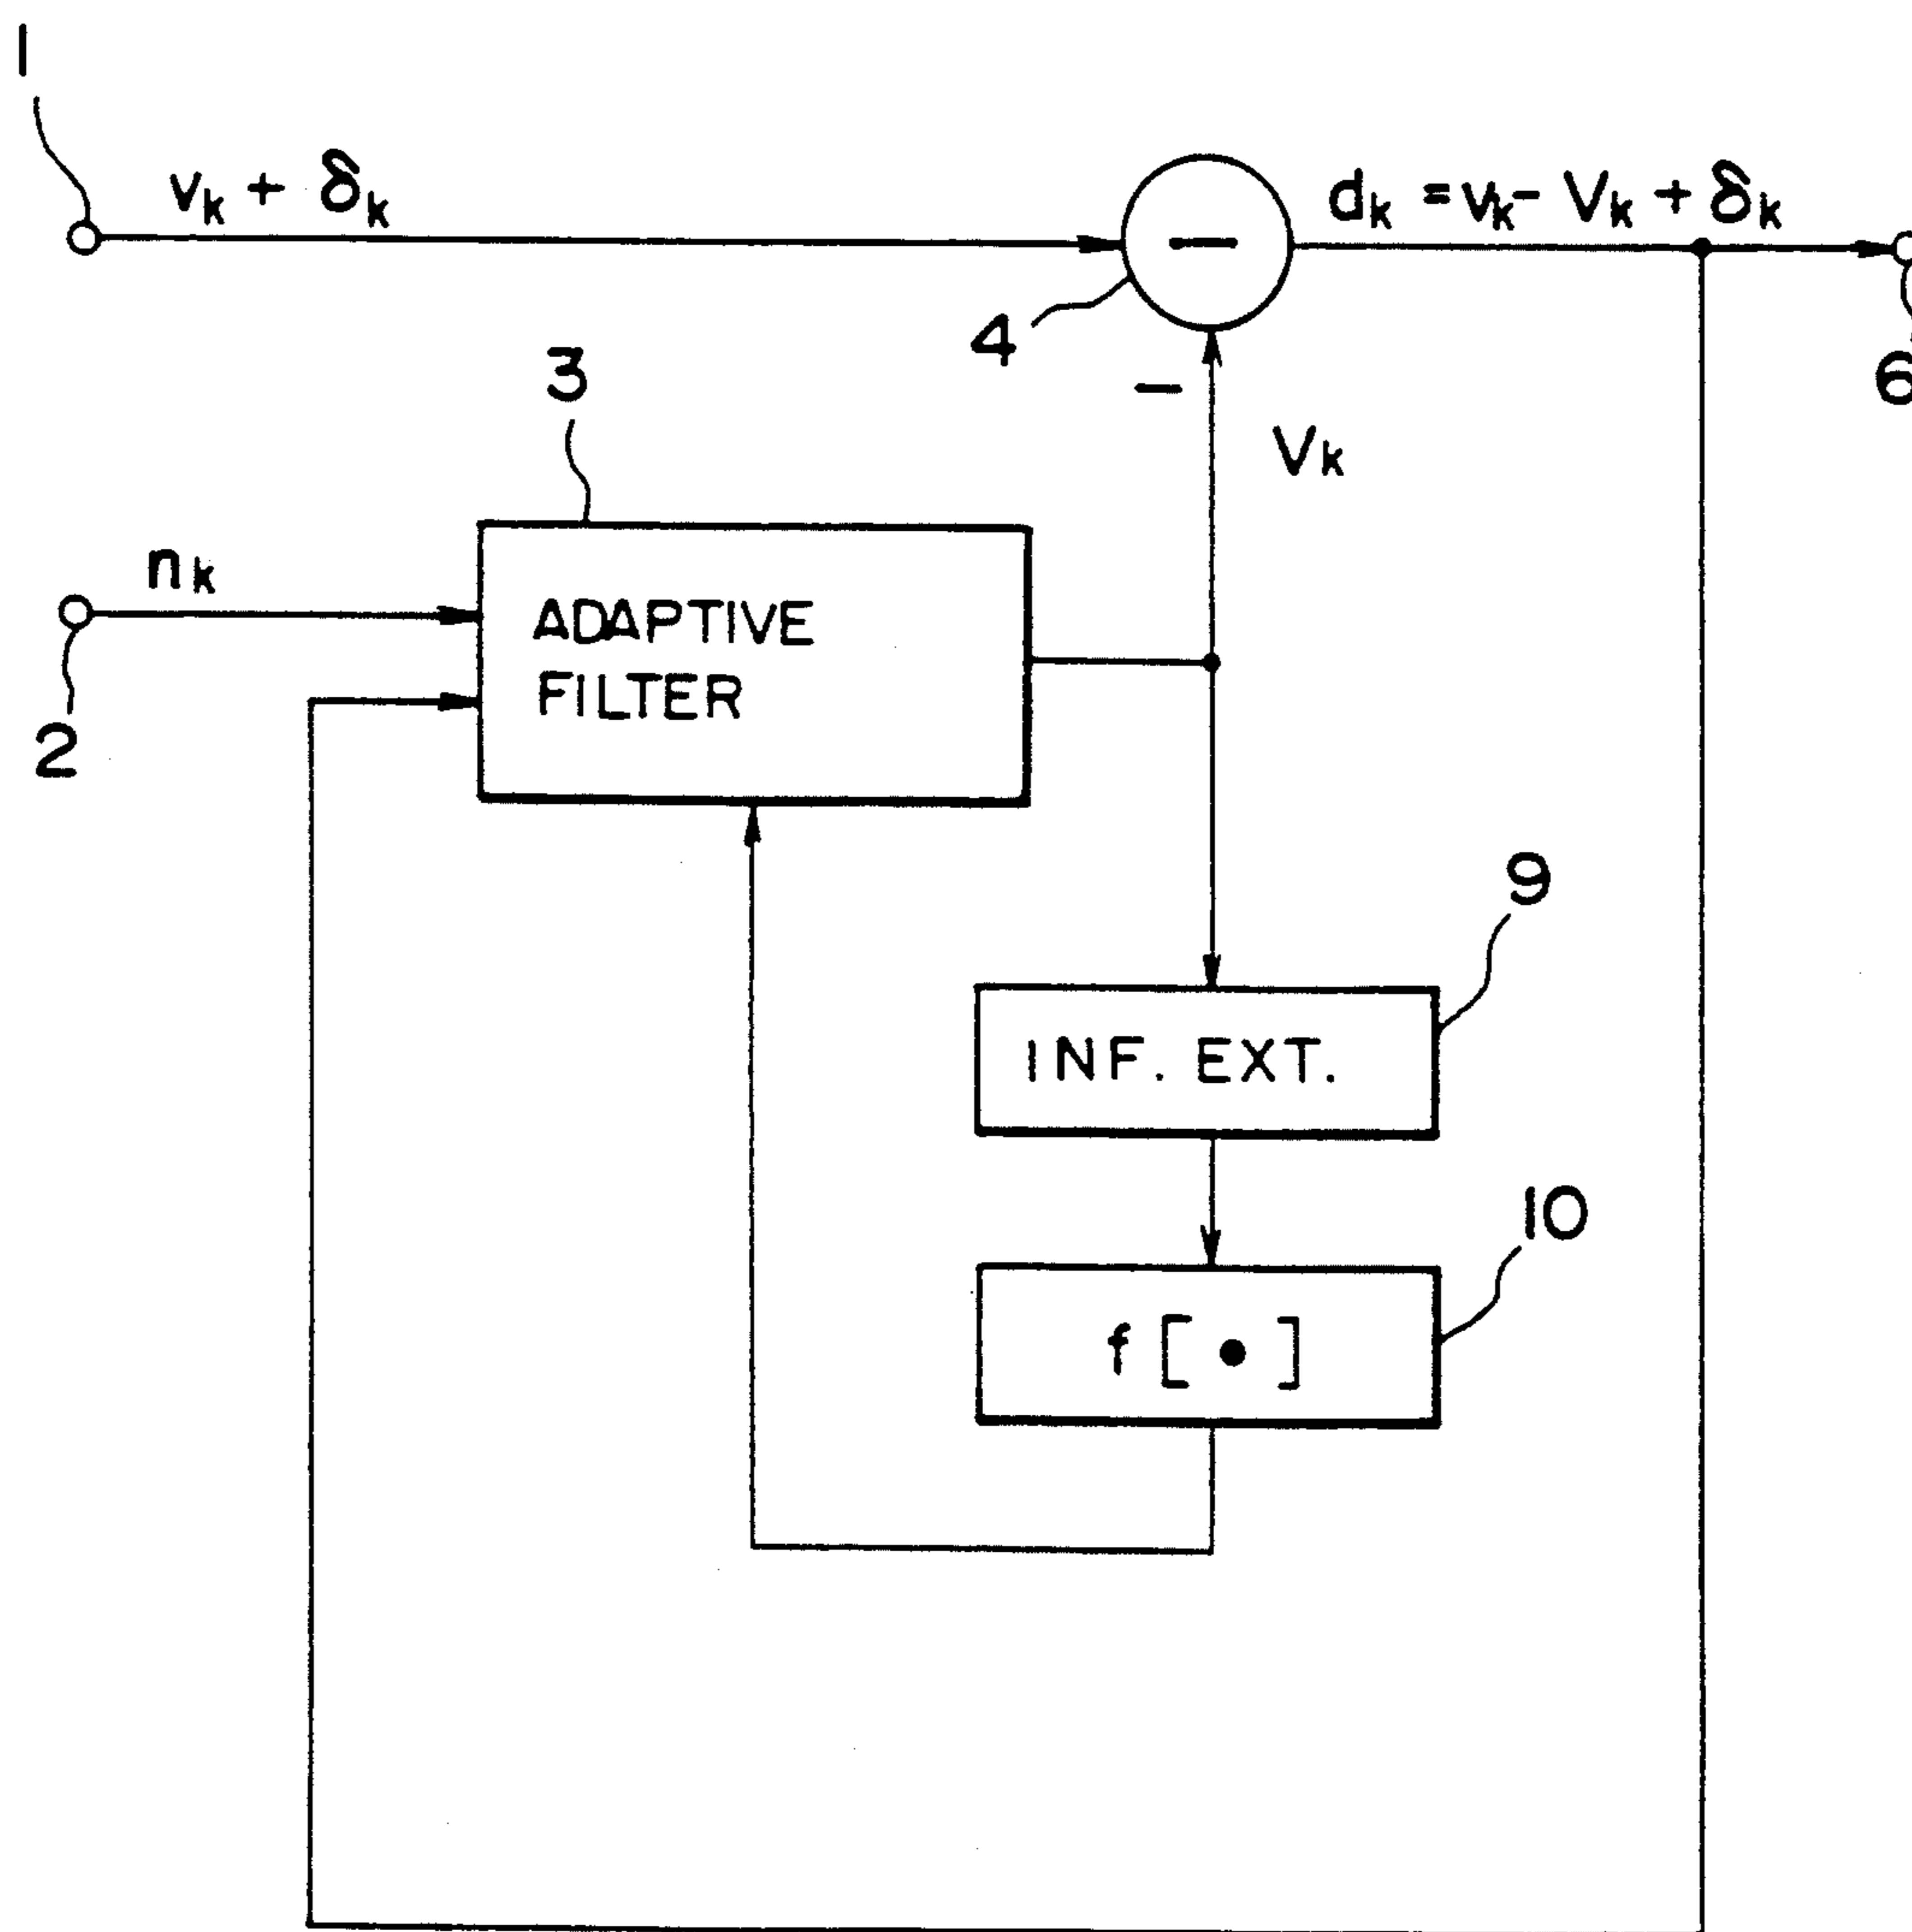 1
v_k + δ_k
d_k = v_k - V_k + δ_k
4
6
3
V_k
n_k
ADAPTIVE
FILTER
2
9
INF. EXT.
10
f [ ● ]